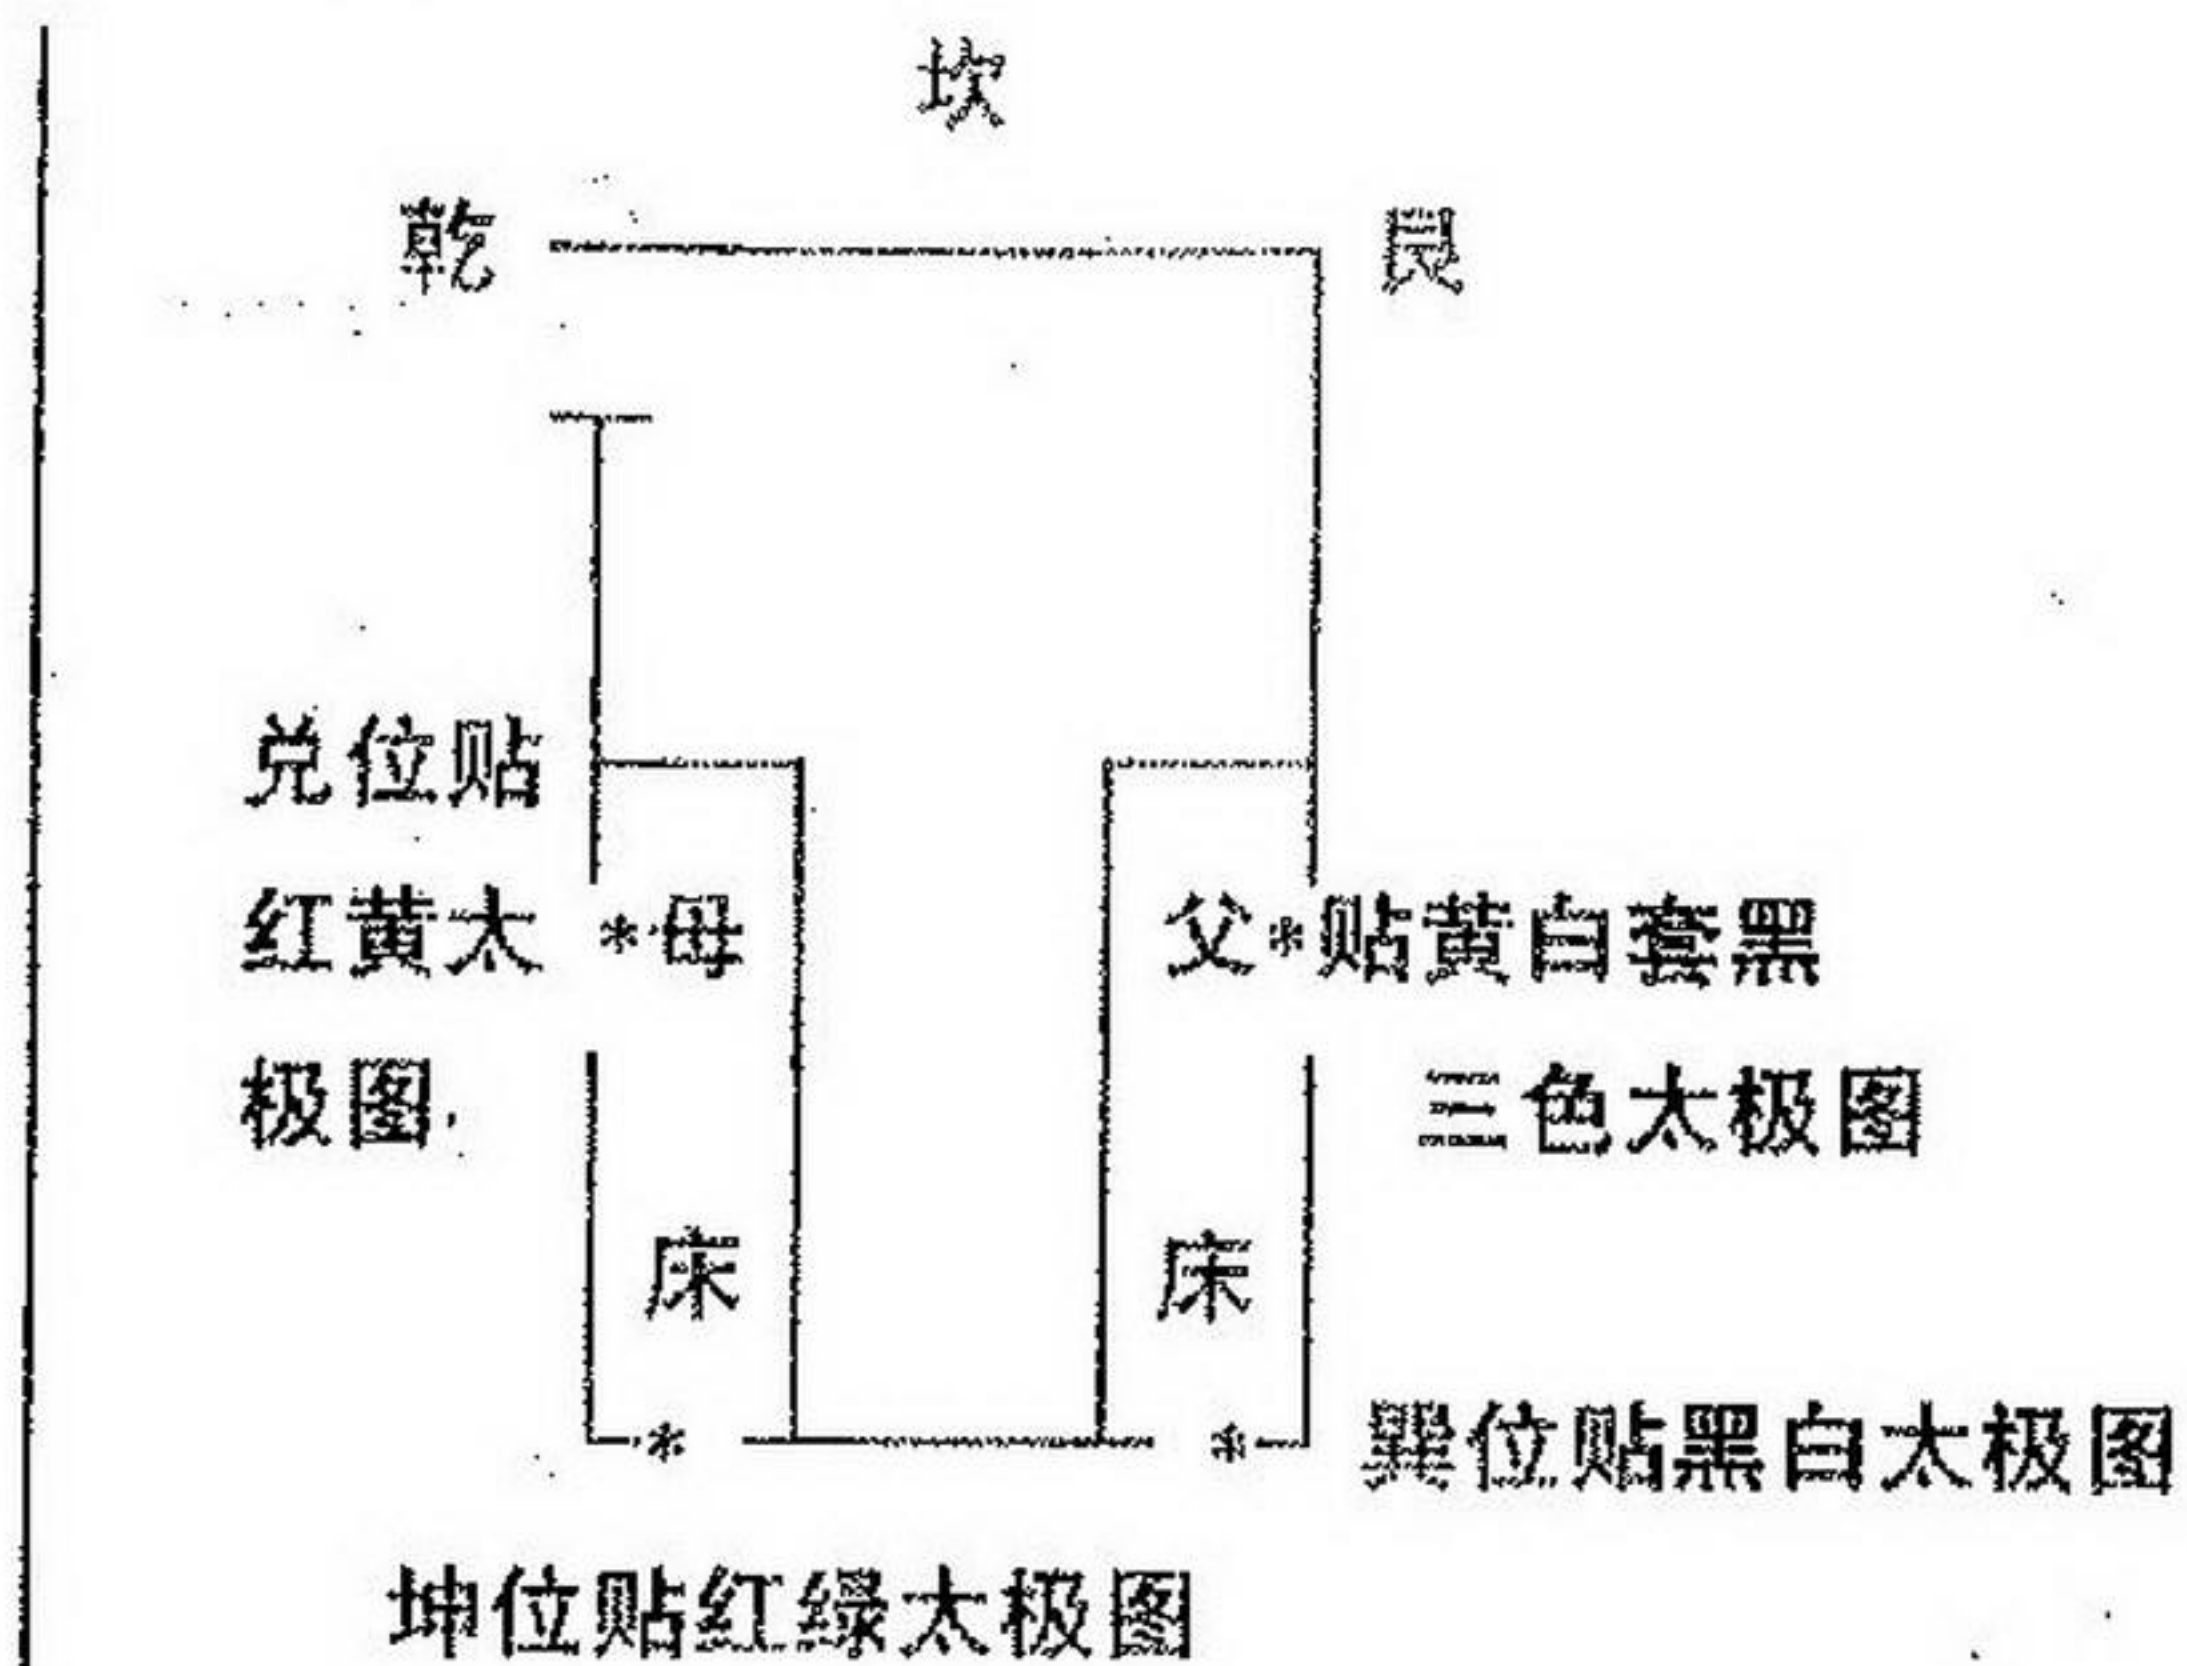 坎
乾
艮
兑位贴
红黄太
极图.
*母
父*
贴黄白套黑
三色太极图
床
床
*
*
巽位贴黑白太极图
坤位贴红绿太极图